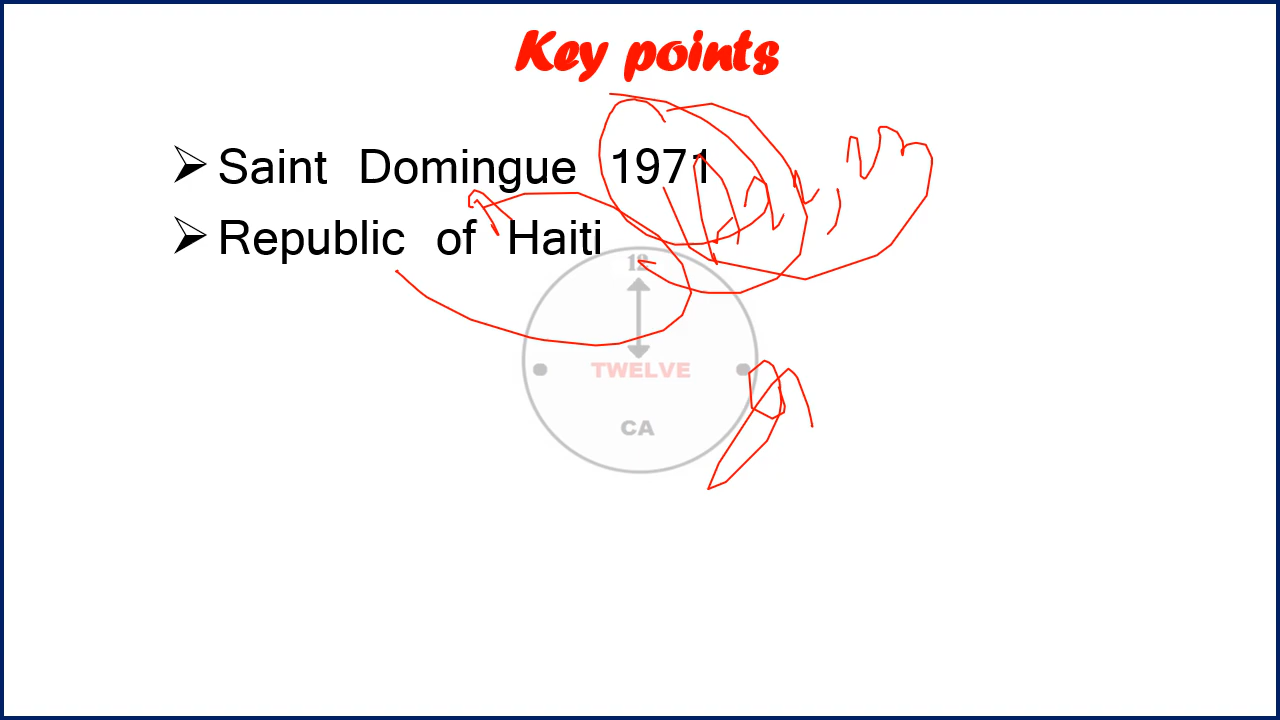 Key points
Saint Domingue 1971
Republic of Haiti
12
TWELVE
CA